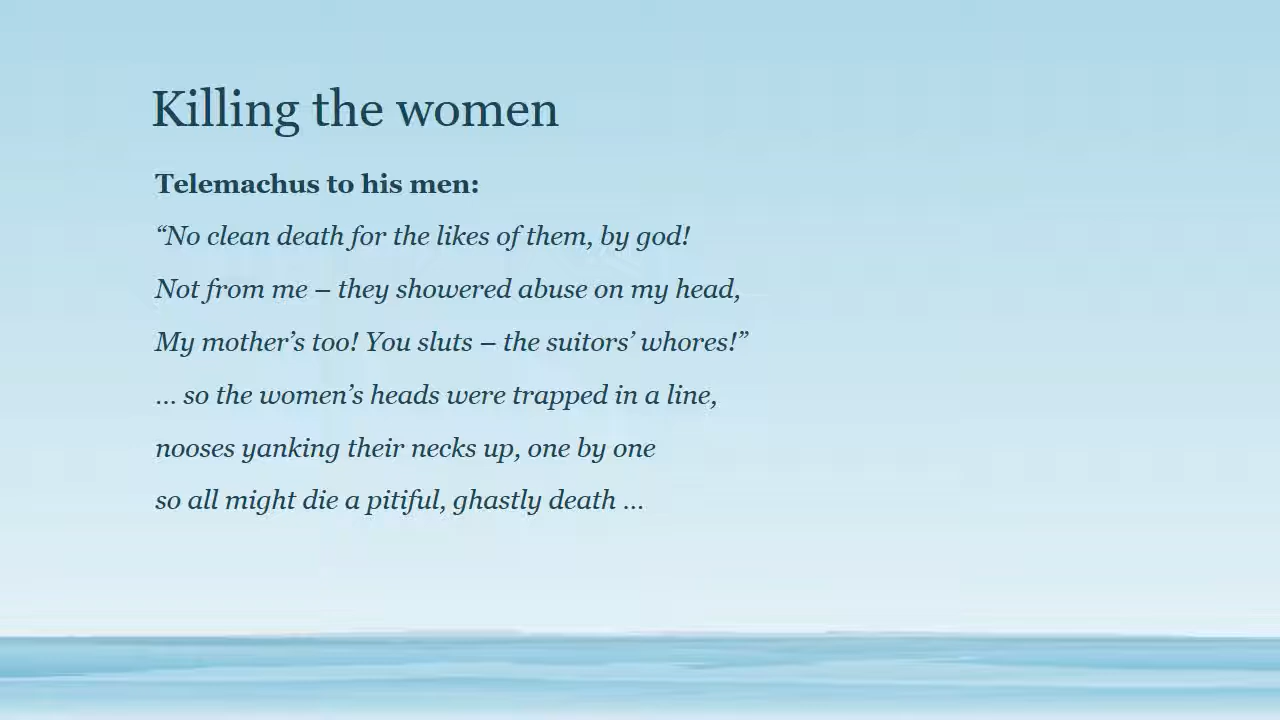 Killing the women
Telemachus to his men:
“No clean death for the likes of them, by god!
Not from me – they showered abuse on my head,
My mother’s too! You sluts – the suitors’ whores!”
… so the women’s heads were trapped in a line,
nooses yanking their necks up, one by one
so all might die a pitiful, ghastly death …